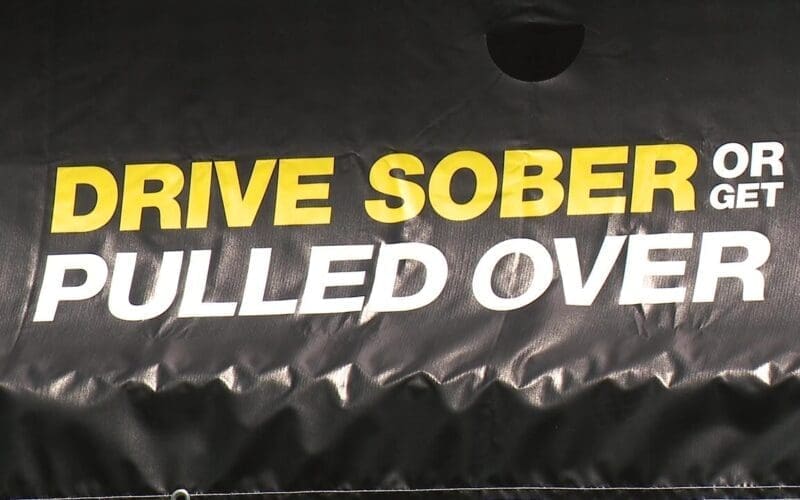 DRIVE SOBER OR GET
PULLED OVER